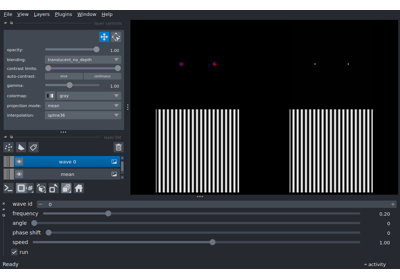 File View Layers Plugins Window Help
layer controls
opacity: 1.00
blending: translucent_no_depth
contrast limits:
auto-contrast: once continuous
gamma: 1.00
colormap: gray
projection mode: mean
interpolation: spline36
layer list
wave 0
mean
wave id 0
frequency 0.20
angle 0
phase shift 0
speed 1.00
run
Ready activity